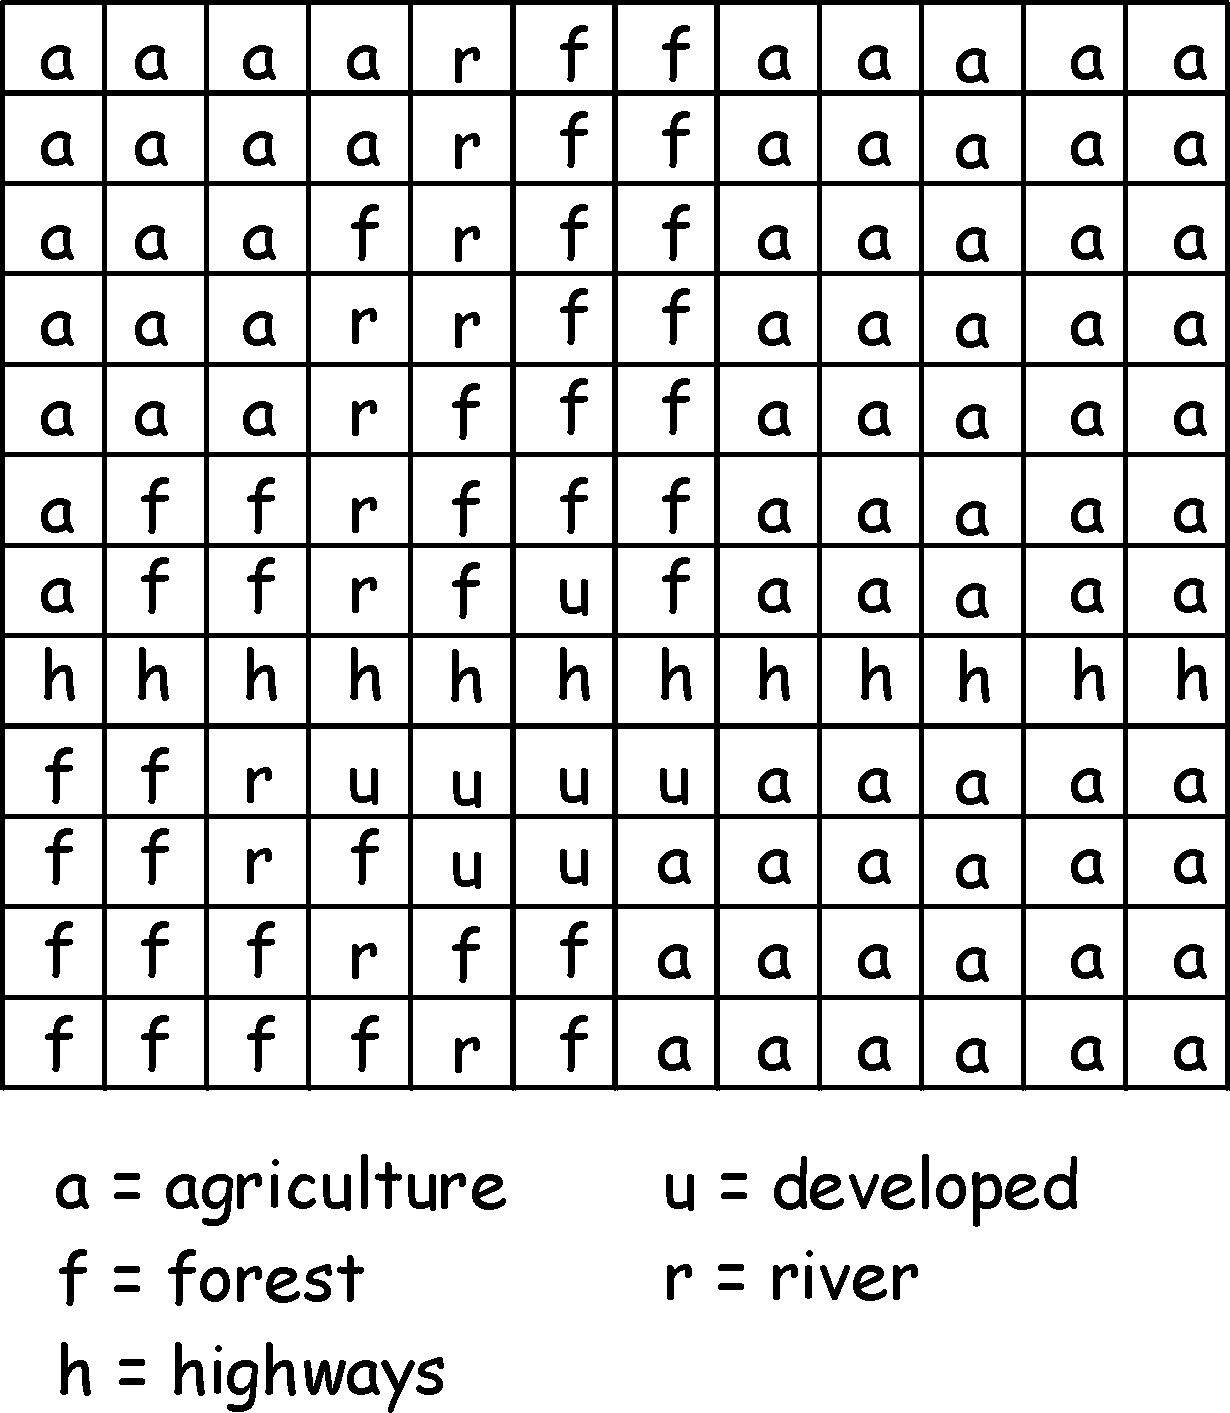 a a a a r f f a a a a a
a a a a r f f a a a a a
a a a f r f f a a a a a
a a a r r f f a a a a a
a a a r f f f a a a a a
a f f r f f f a a a a a
a f f r f u f a a a a a
h h h h h h h h h h h h
f f r u u u u a a a a a
f f r f u u a a a a a a
f f f r f f a a a a a a
f f f f r f a a a a a a
a = agriculture u = developed
f = forest r = river
h = highways